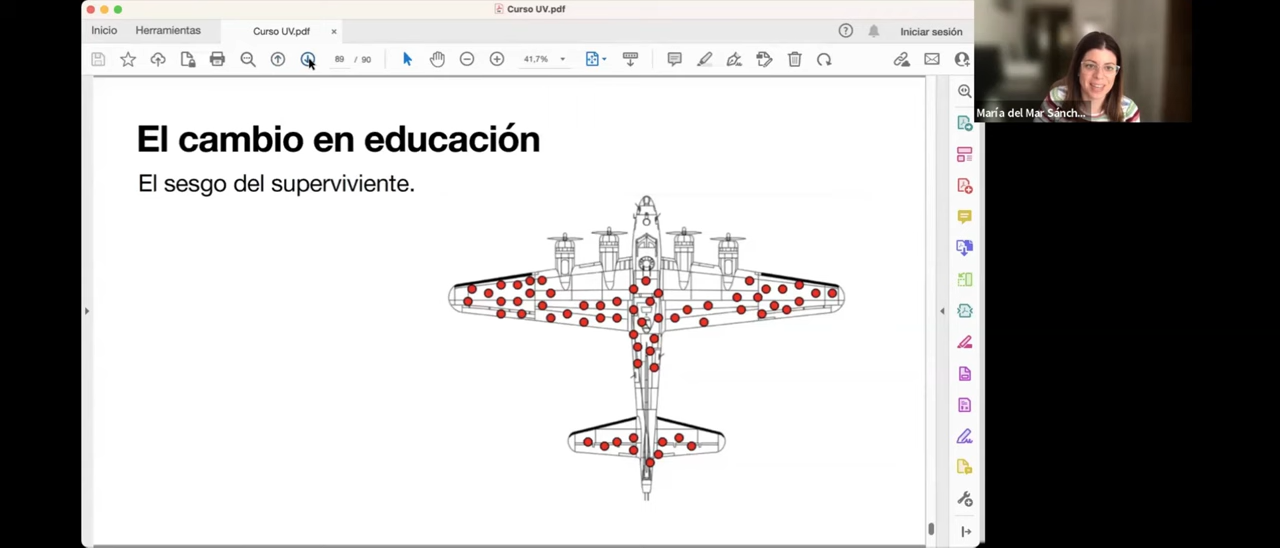 Curso UV.pdf
Inicio
Herramientas
Curso UV.pdf
×
Iniciar sesión
89 / 90
41,7%
María del Mar Sánch...
El cambio en educación
El sesgo del superviviente.